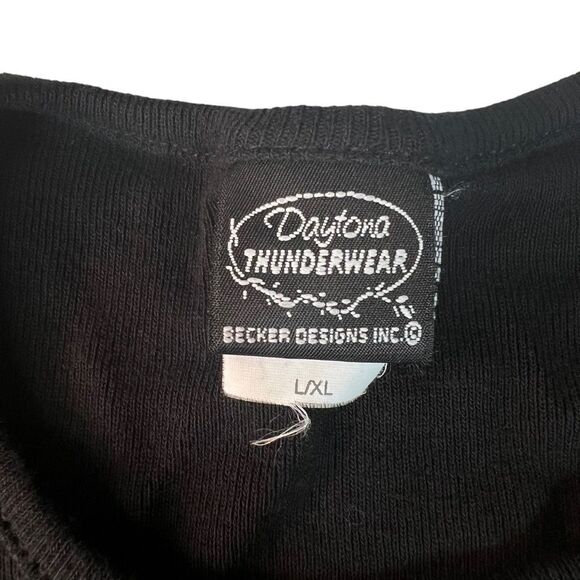 Daytona
THUNDERWEAR
BECKER DESIGNS INC.©
L/XL